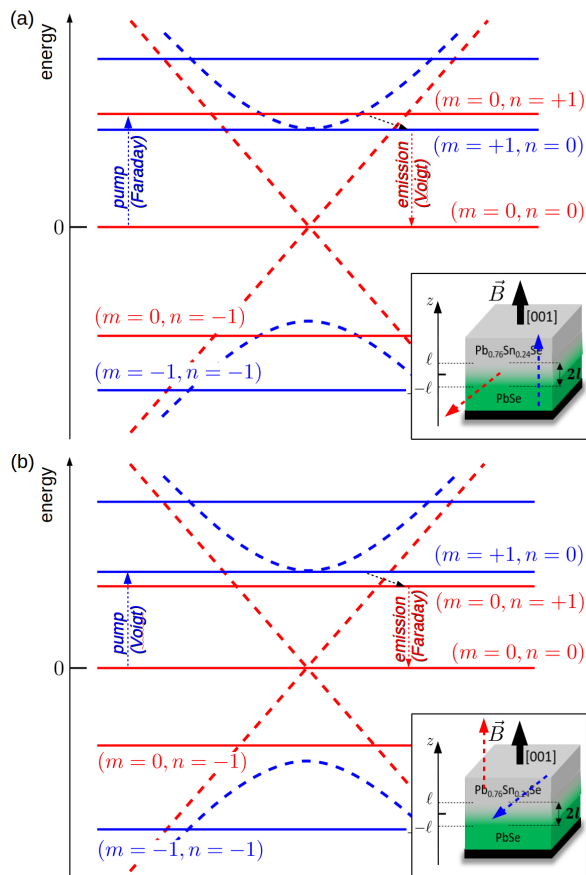 (a)
energy
(m = 0, n = +1)
(m = +1, n = 0)
pump
(Faraday)
emission
(Voigt)
(m = 0, n = 0)
0
(m = 0, n = −1)
(m = −1, n = −1)
z
B⃗
[001]
Pb0.76Sn0.24Se
ℓ
−ℓ
2l
PbSe
(b)
energy
(m = +1, n = 0)
(m = 0, n = +1)
pump
(Voigt)
emission
(Faraday)
(m = 0, n = 0)
0
(m = 0, n = −1)
(m = −1, n = −1)
z
B⃗
[001]
Pb0.76Sn0.24Se
ℓ
−ℓ
2l
PbSe